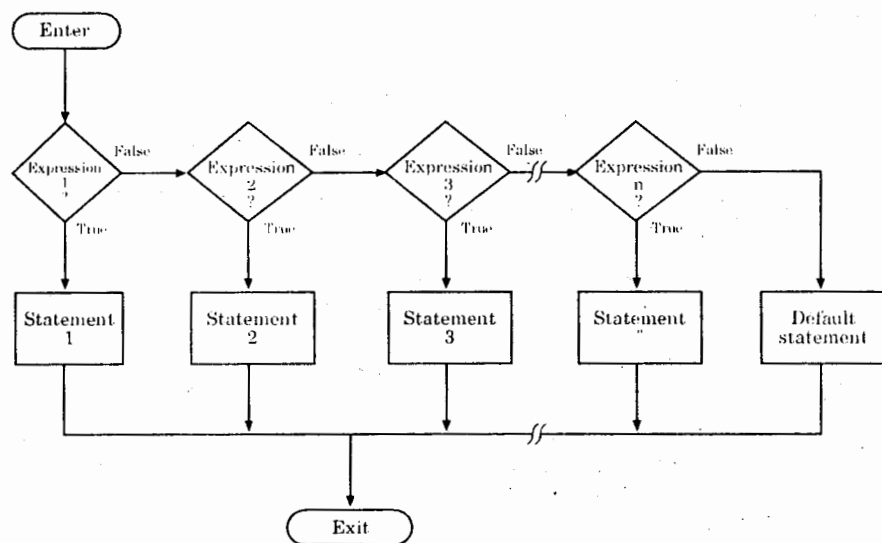 Enter
False
False
False
False
Expression
1
?
Expression
2
?
Expression
3
?
Expression
n
?
True
True
True
True
Statement
1
Statement
2
Statement
3
Statement
Default
statement
Exit